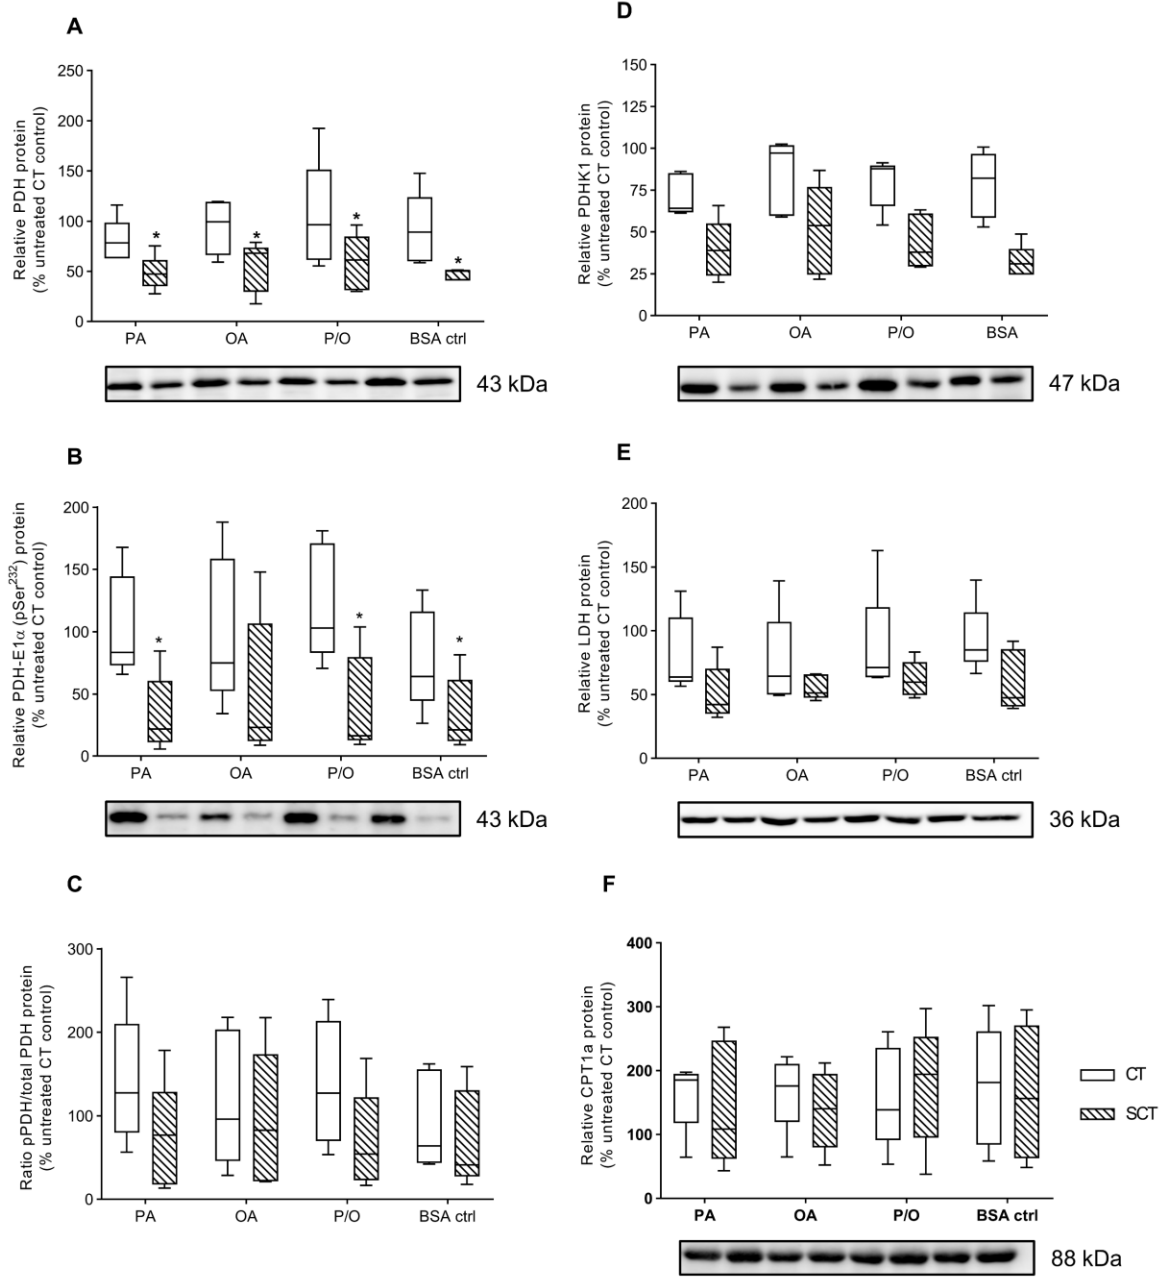 A
Relative PDH protein
(% untreated CT control)
250
200
150
100
50
0
*
*
*
*
PA
OA
P/O
BSA ctrl
43 kDa
D
Relative PDHK1 protein
(% untreated CT control)
150
125
100
75
50
25
0
PA
OA
P/O
BSA
47 kDa
B
Relative PDH-E1α (pSer232) protein
(% untreated CT control)
200
150
100
50
0
*
*
*
PA
OA
P/O
BSA ctrl
43 kDa
E
Relative LDH protein
(% untreated CT control)
200
150
100
50
0
PA
OA
P/O
BSA ctrl
36 kDa
C
Ratio pPDH/total PDH protein
(% untreated CT control)
300
200
100
0
PA
OA
P/O
BSA ctrl
F
Relative CPT1a protein
(% untreated CT control)
400
300
200
100
0
PA
OA
P/O
BSA ctrl
88 kDa
CT
SCT